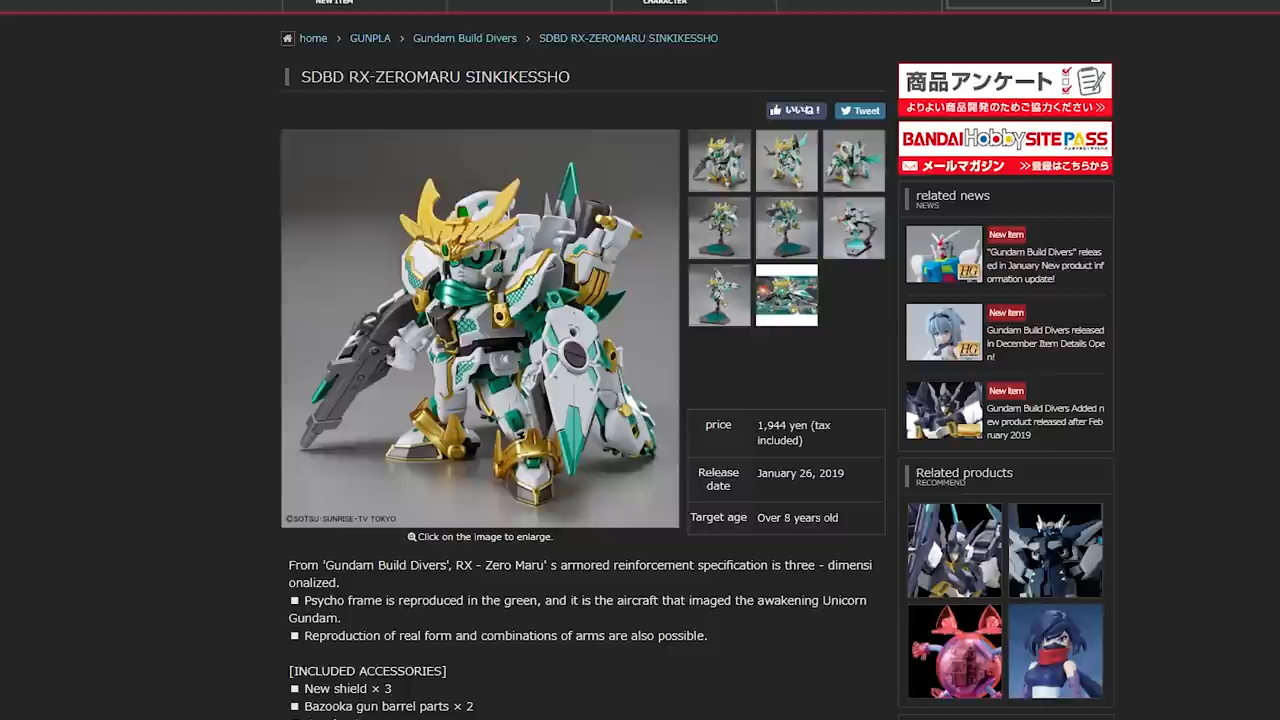 NEW ITEM
CHARACTER
home › GUNPLA › Gundam Build Divers › SDBD RX-ZEROMARU SINKIKESSHO
SDBD RX-ZEROMARU SINKIKESSHO
いいね！
Tweet
©SOTSU・SUNRISE・TV TOKYO
Click on the image to enlarge.
price
1,944 yen (tax
included)
Release
date
January 26, 2019
Target age
Over 8 years old
From 'Gundam Build Divers', RX - Zero Maru' s armored reinforcement specification is three - dimensi
onalized.
■ Psycho frame is reproduced in the green, and it is the aircraft that imaged the awakening Unicorn
Gundam.
■ Reproduction of real form and combinations of arms are also possible.
[INCLUDED ACCESSORIES]
■ New shield × 3
■ Bazooka gun barrel parts × 2
商品アンケート
よりよい商品開発のためご協力ください
BANDAI Hobby SITE PASS
メールマガジン
登録はこちらから
related news
NEWS
HG
New Item
"Gundam Build Divers" releas
ed in January New product inf
ormation update!
HG
New Item
Gundam Build Divers released
in December Item Details Ope
n!
New Item
Gundam Build Divers Added n
ew product released after Feb
ruary 2019
Related products
RECOMMEND